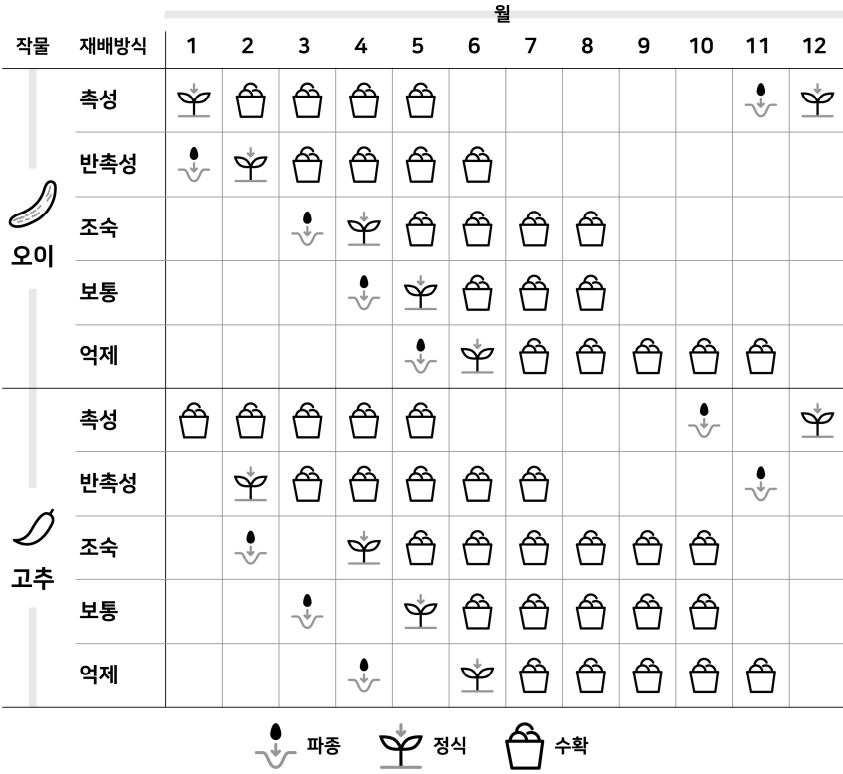 월
작물 재배방식 1 2 3 4 5 6 7 8 9 10 11 12
촉성
반촉성
조숙
오이
보통
억제
촉성
반촉성
조숙
고추
보통
억제
파종 정식 수확